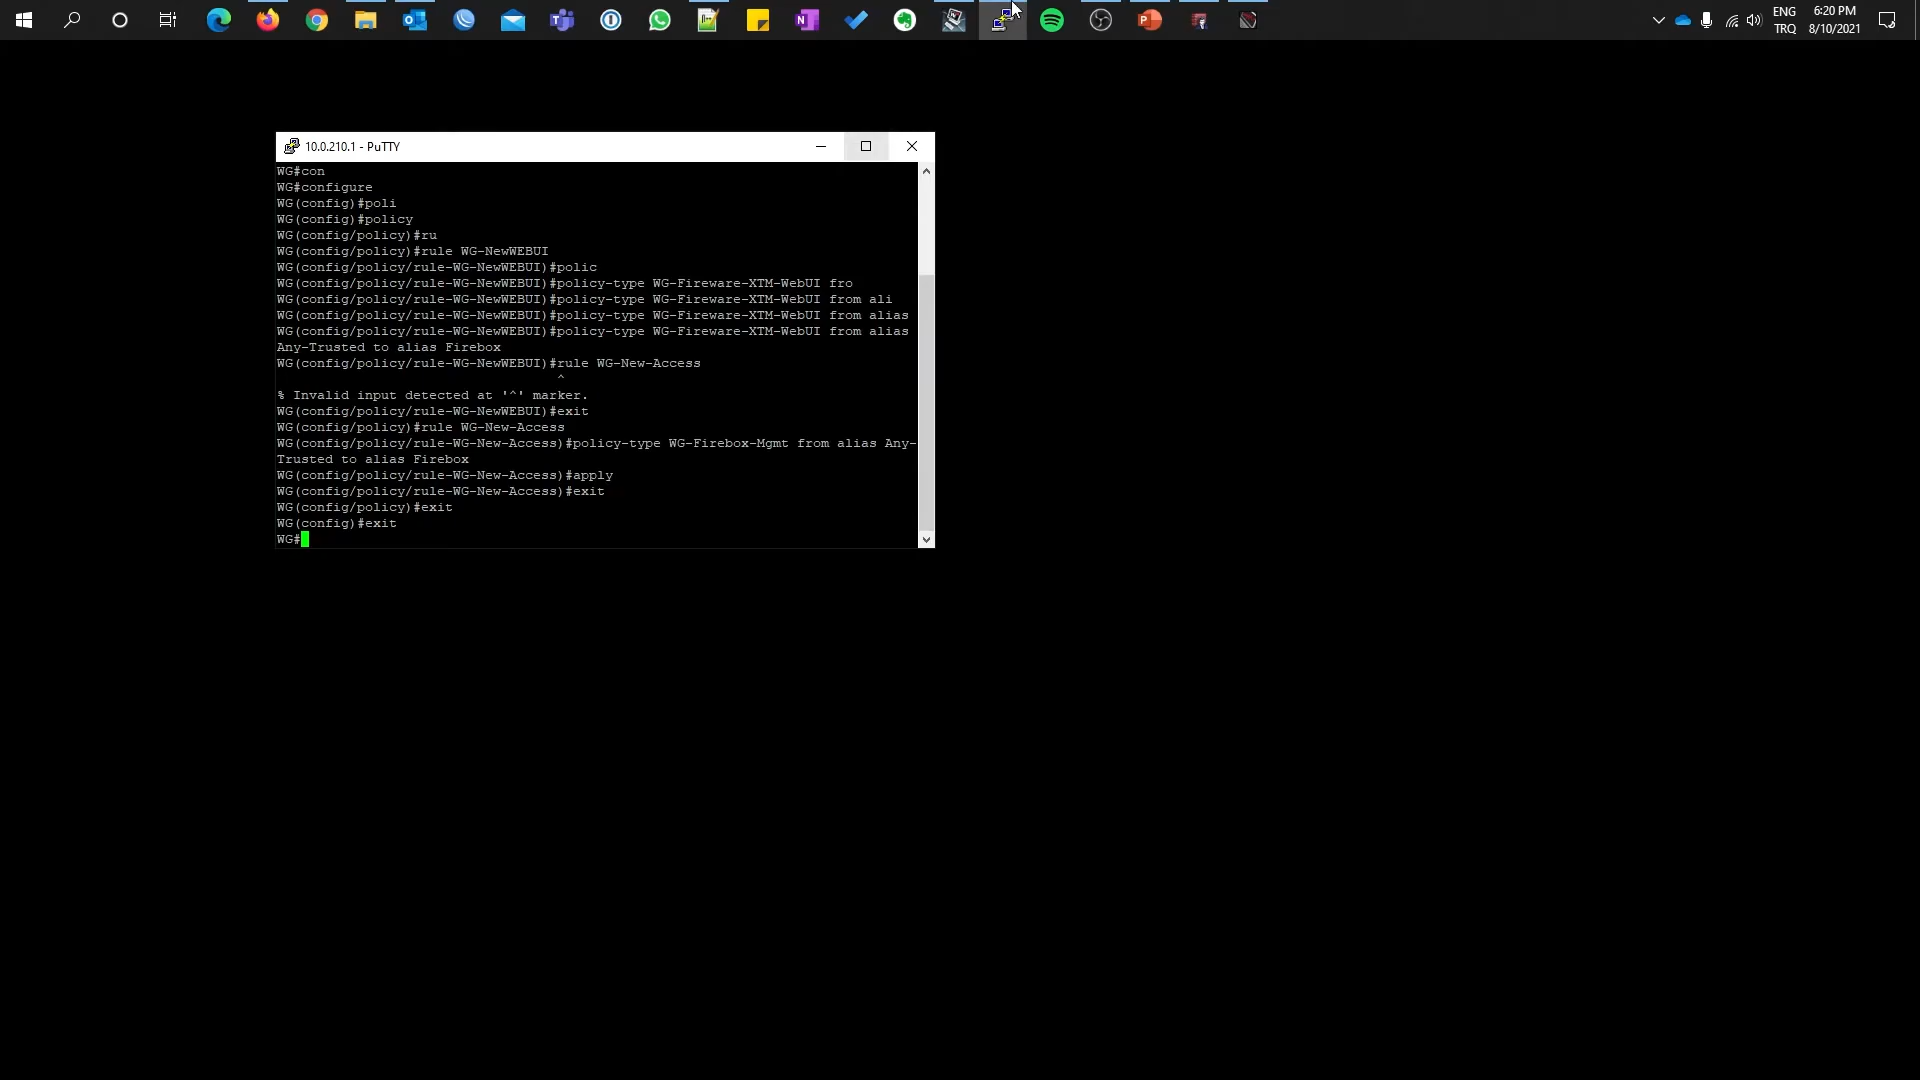 ENG
6:20 PM
TRQ
8/10/2021
10.0.210.1 - PuTTY
WG#con
WG#configure
WG(config)#poli
WG(config)#policy
WG(config/policy)#ru
WG(config/policy)#rule WG-NewWEBUI
WG(config/policy/rule-WG-NewWEBUI)#polic
WG(config/policy/rule-WG-NewWEBUI)#policy-type WG-Fireware-XTM-WebUI fro
WG(config/policy/rule-WG-NewWEBUI)#policy-type WG-Fireware-XTM-WebUI from ali
WG(config/policy/rule-WG-NewWEBUI)#policy-type WG-Fireware-XTM-WebUI from alias
WG(config/policy/rule-WG-NewWEBUI)#policy-type WG-Fireware-XTM-WebUI from alias
Any-Trusted to alias Firebox
WG(config/policy/rule-WG-NewWEBUI)#rule WG-New-Access
^
% Invalid input detected at '^' marker.
WG(config/policy/rule-WG-NewWEBUI)#exit
WG(config/policy)#rule WG-New-Access
WG(config/policy/rule-WG-New-Access)#policy-type WG-Firebox-Mgmt from alias Any-
Trusted to alias Firebox
WG(config/policy/rule-WG-New-Access)#apply
WG(config/policy/rule-WG-New-Access)#exit
WG(config/policy)#exit
WG(config)#exit
WG#